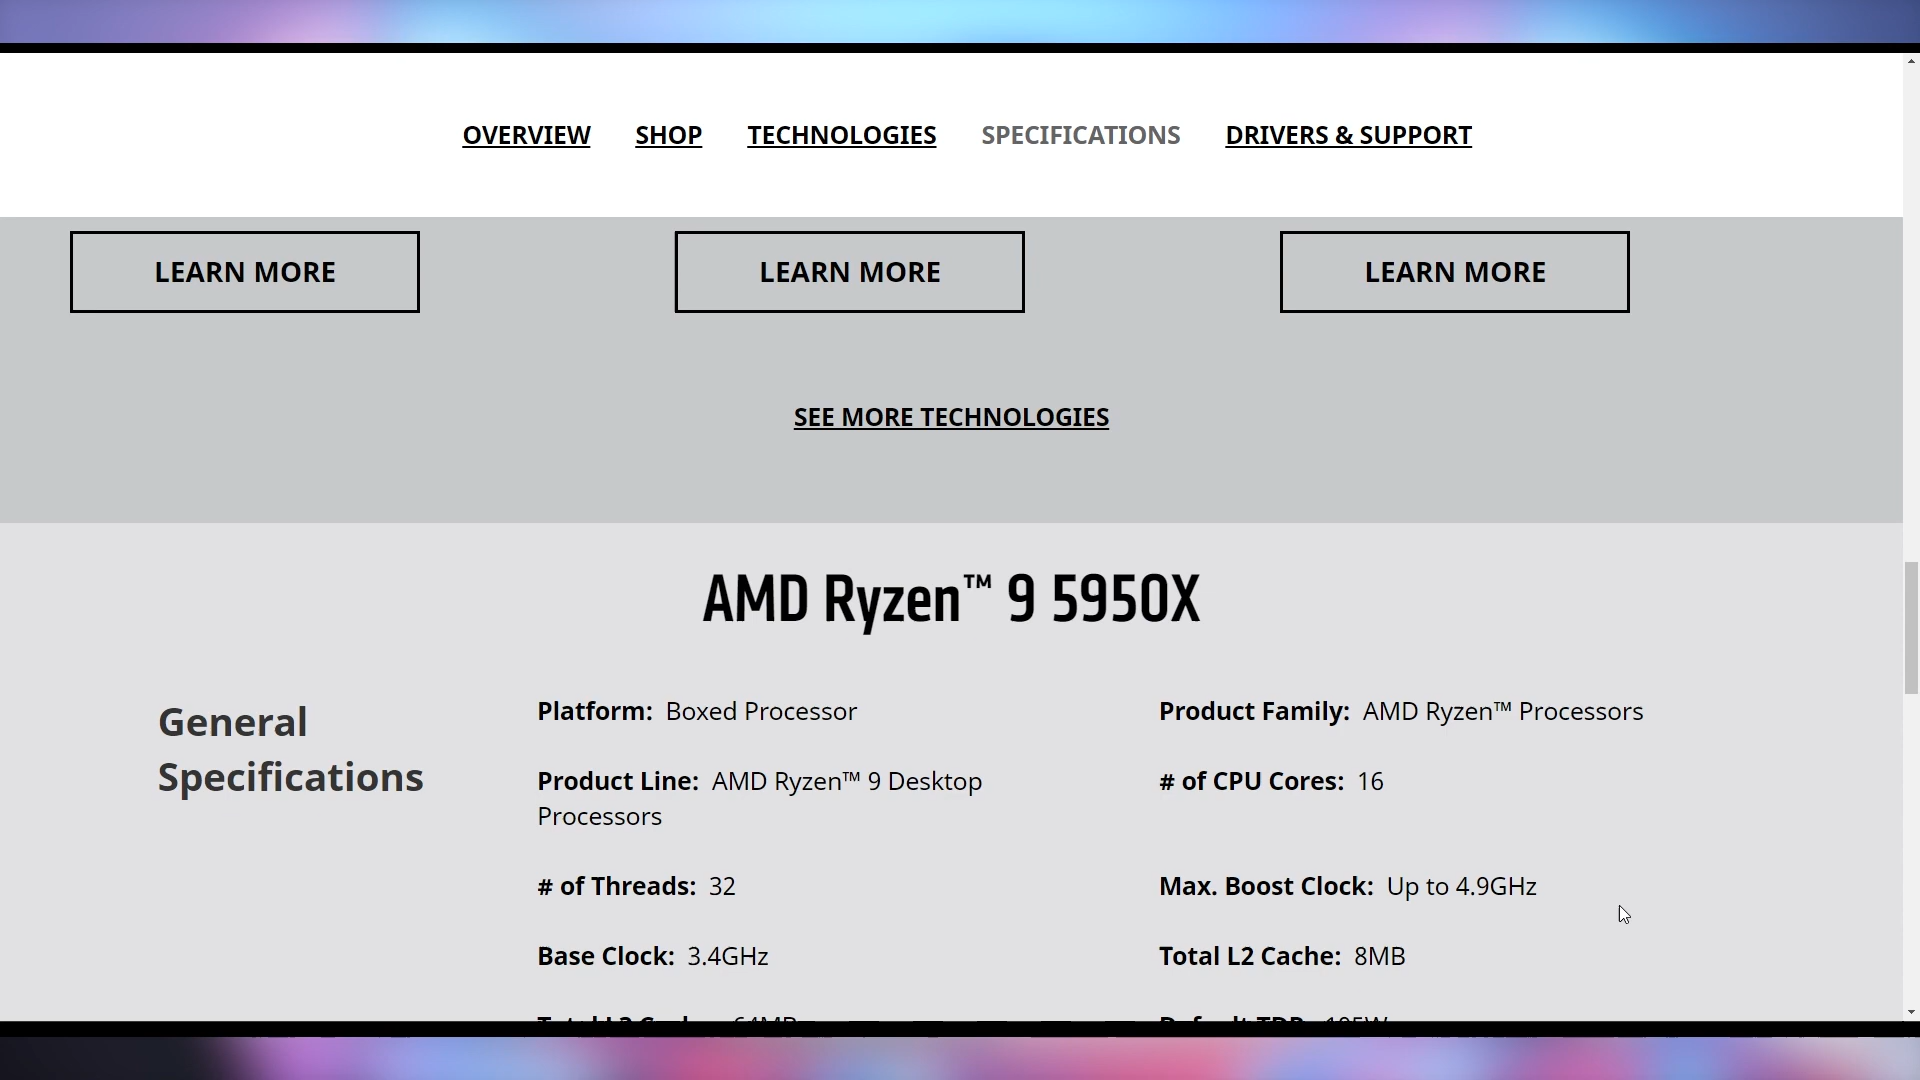 OVERVIEW SHOP TECHNOLOGIES SPECIFICATIONS DRIVERS & SUPPORT
LEARN MORE LEARN MORE LEARN MORE
SEE MORE TECHNOLOGIES
AMD Ryzen™ 9 5950X
General
Specifications
Platform: Boxed Processor
Product Family: AMD Ryzen™ Processors
Product Line: AMD Ryzen™ 9 Desktop
Processors
# of CPU Cores: 16
# of Threads: 32
Max. Boost Clock: Up to 4.9GHz
Base Clock: 3.4GHz
Total L2 Cache: 8MB